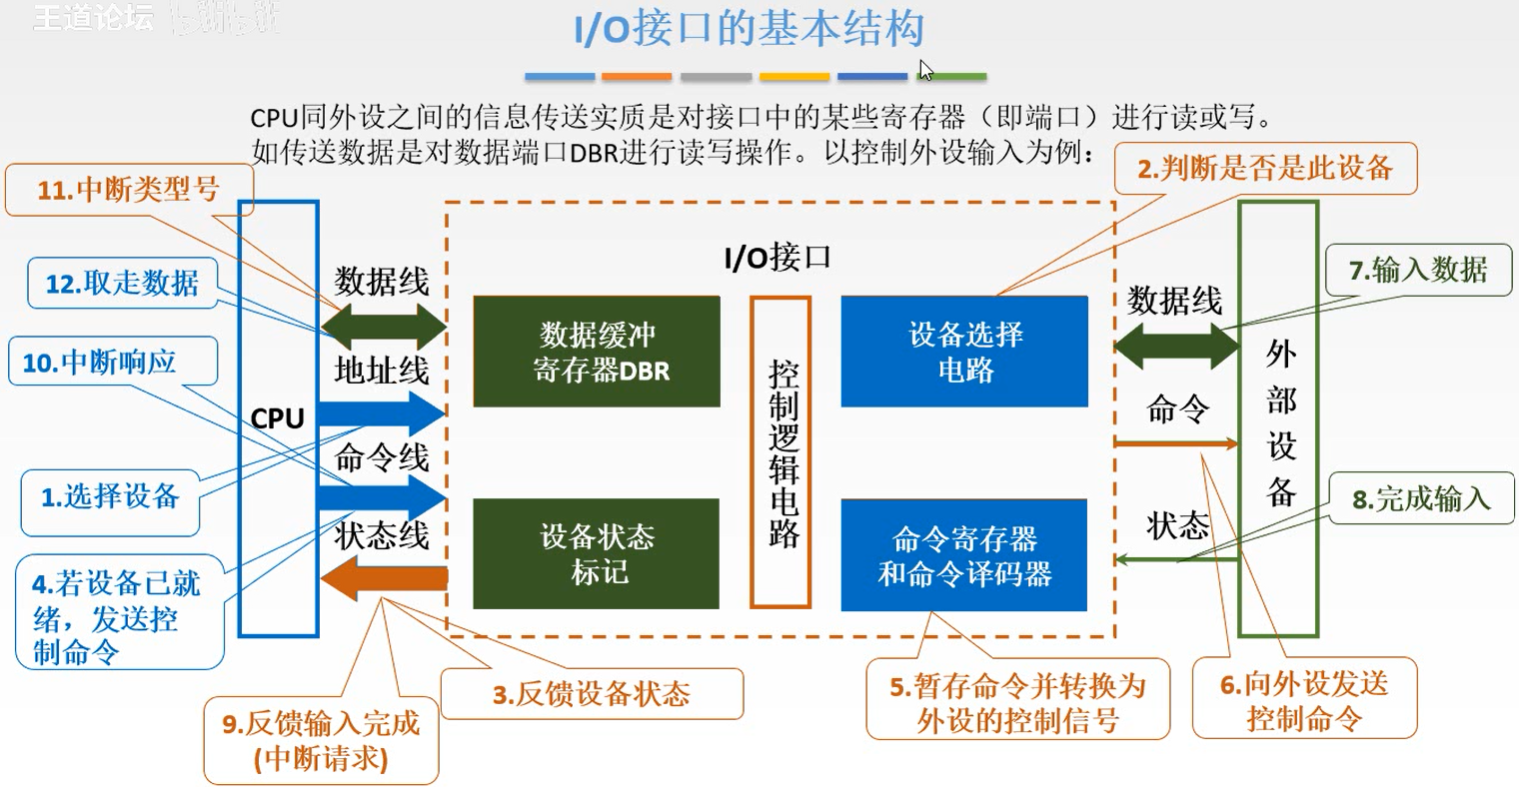 王道论坛
bilibili
I/O接口的基本结构
CPU同外设之间的信息传送实质是对接口中的某些寄存器（即端口）进行读或写。
如传送数据是对数据端口DBR进行读写操作。以控制外设输入为例：
2.判断是否是此设备
11.中断类型号
I/O接口
7.输入数据
12.取走数据
数据线
数据线
数据缓冲
寄存器DBR
设备选择
电路
10.中断响应
地址线
控制逻辑电路
外部设备
CPU
命令
命令线
1.选择设备
8.完成输入
状态线
设备状态
标记
命令寄存器
和命令译码器
状态
4.若设备已就
绪，发送控
制命令
3.反馈设备状态
5.暂存命令并转换为
外设的控制信号
6.向外设发送
控制命令
9.反馈输入完成
(中断请求)